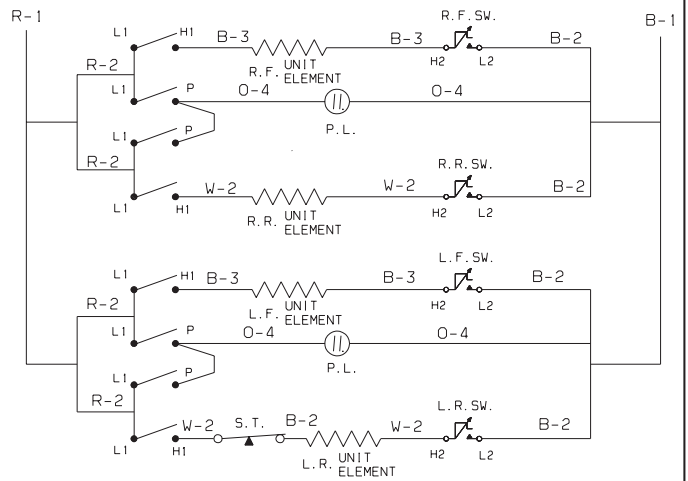 R-1
B-1
R.F.SW.
L1 H1 B-3 B-3 B-2
UNIT
R.F. ELEMENT
H2 L2
R-2
L1 P O-4 O-4
P.L.
L1 P
R-2
R.R.SW.
W-2 W-2 B-2
L1 H1
UNIT
R.R. ELEMENT
H2 L2
L.F.SW.
L1 H1 B-3 B-3 B-2
UNIT
L.F. ELEMENT
H2 L2
R-2
L1 P O-4 O-4
P.L.
L1 P
R-2
L.R.SW.
W-2 S.T. B-2 W-2 B-2
L1 H1
UNIT
L.R. ELEMENT
H2 L2